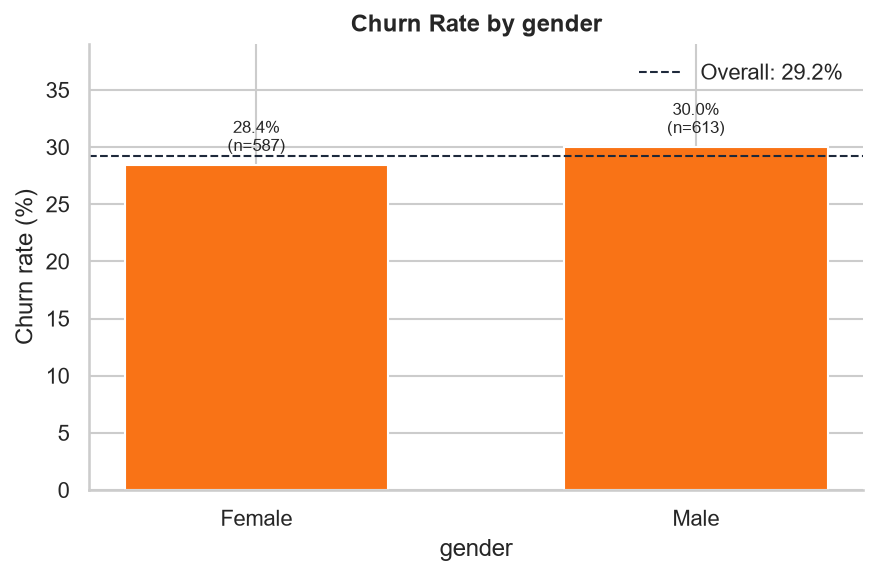 Churn Rate by gender
Overall: 29.2%
35
30
25
20
15
10
5
0
Churn rate (%)
28.4%
(n=587)
30.0%
(n=613)
Female
Male
gender